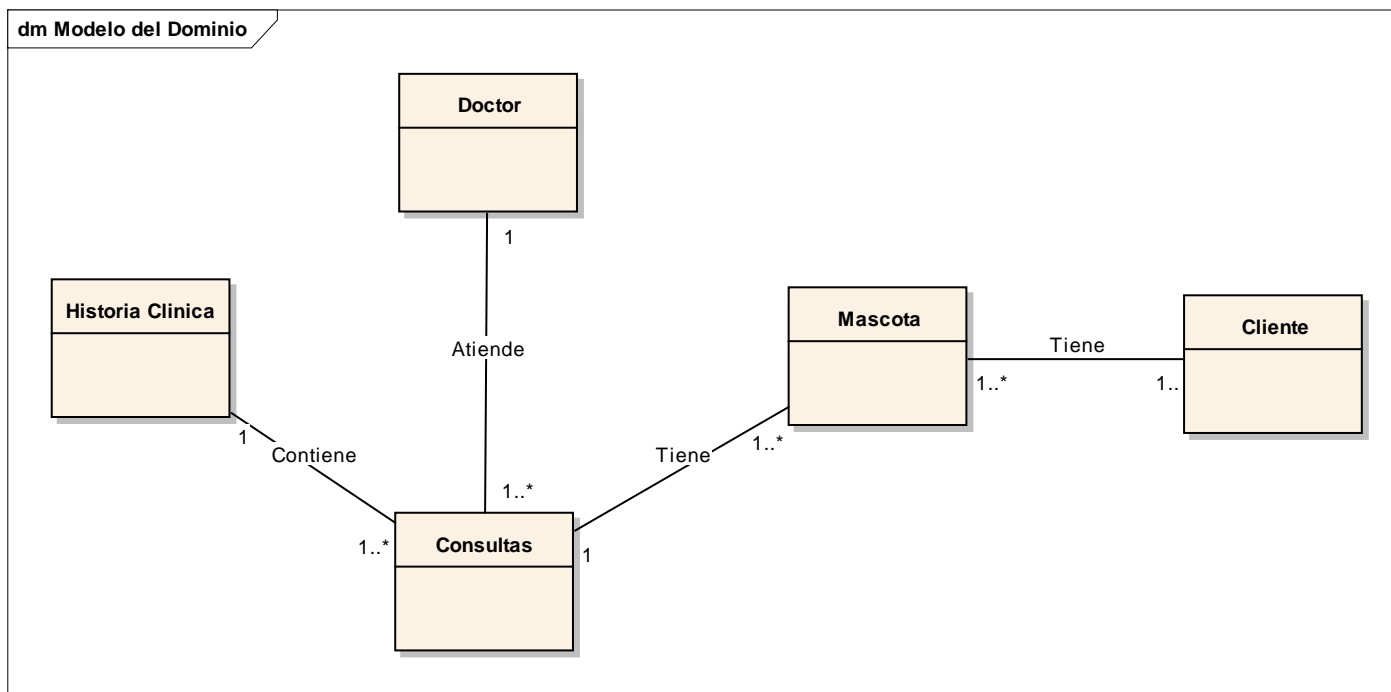 dm Modelo del Dominio
Doctor
1
Historia Clinica
Mascota
Cliente
Atiende
Tiene
1..*
1..
1
Contiene
Tiene
1..*
1..*
1..*
Consultas
1